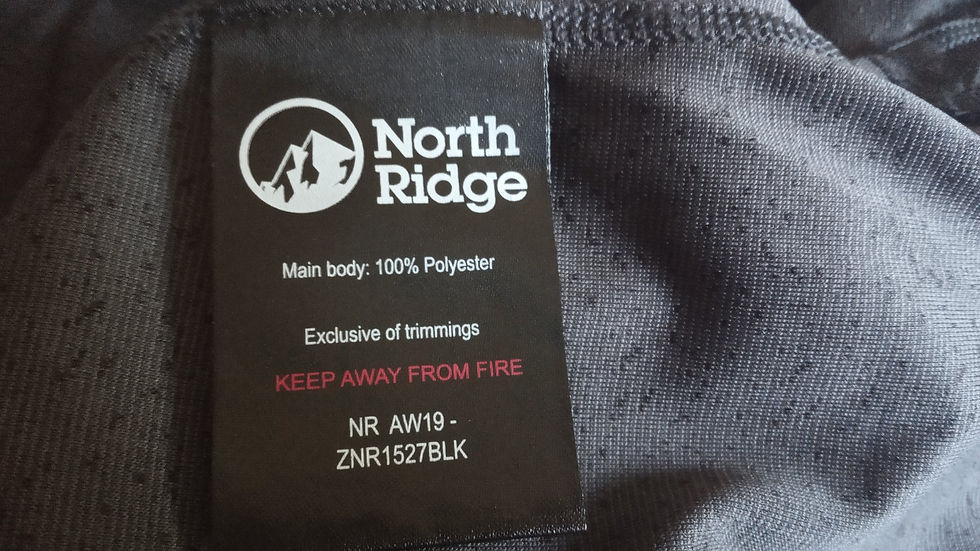 North
Ridge
Main body: 100% Polyester
Exclusive of trimmings
KEEP AWAY FROM FIRE
NR AW19 -
ZNR1527BLK